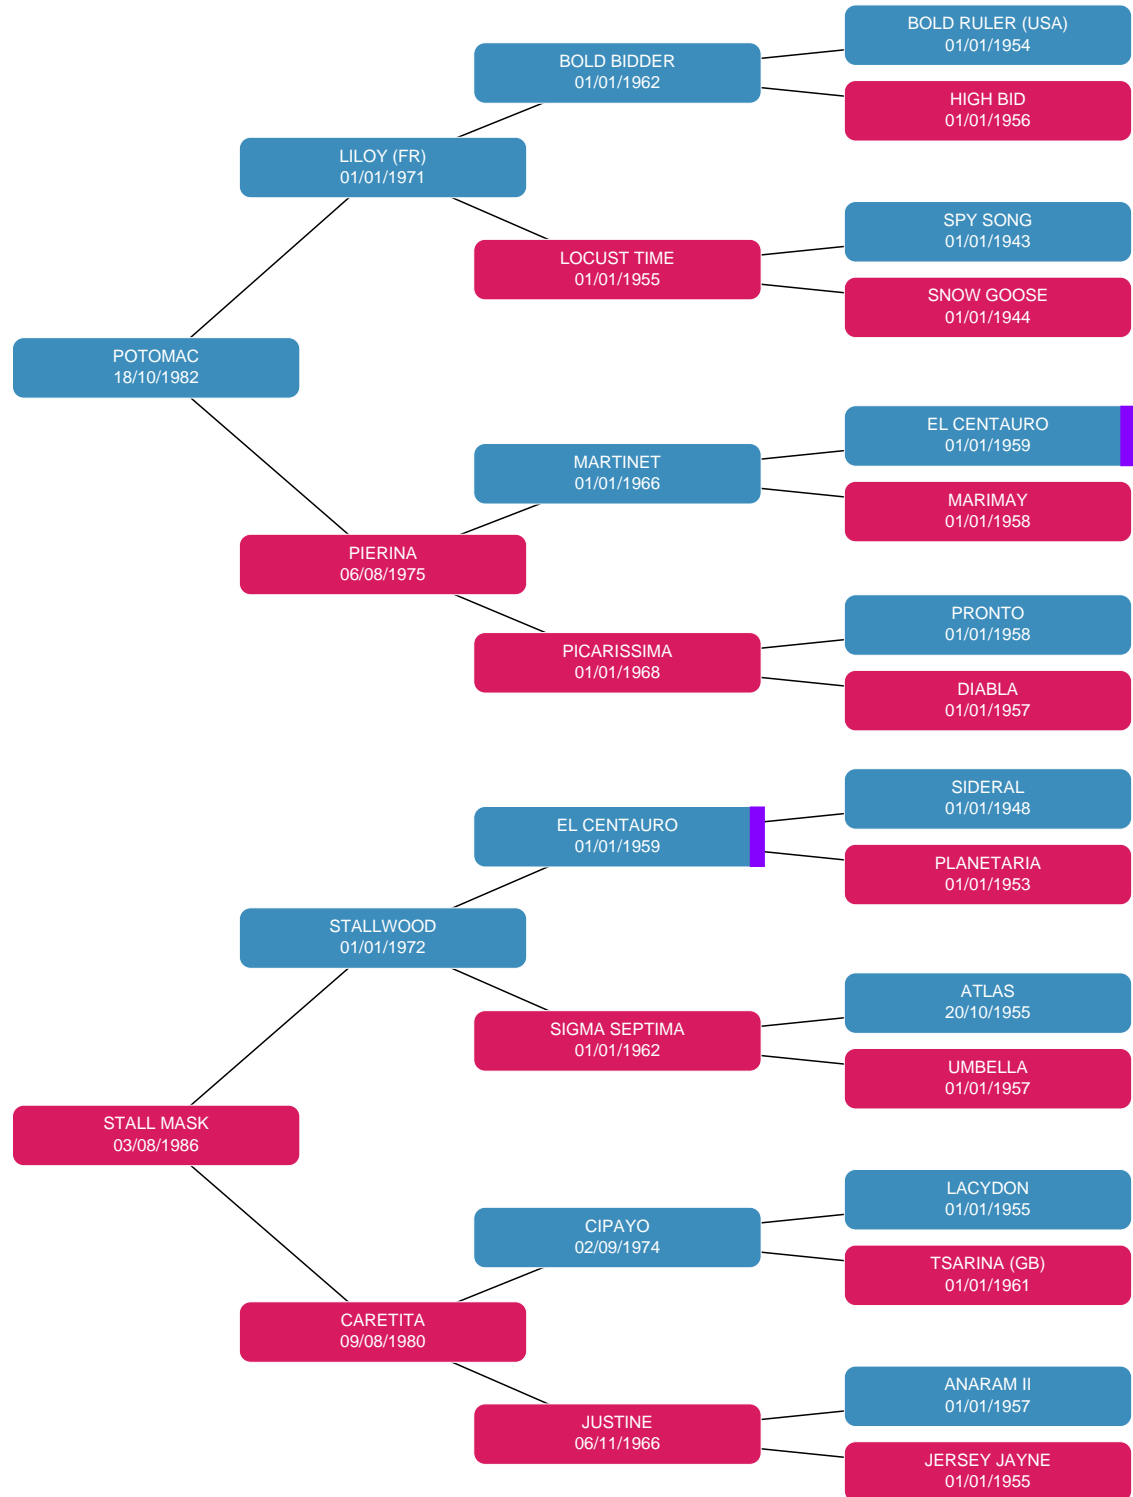 BOLD RULER (USA)
01/01/1954
BOLD BIDDER
01/01/1962
HIGH BID
01/01/1956
LILOY (FR)
01/01/1971
SPY SONG
01/01/1943
LOCUST TIME
01/01/1955
SNOW GOOSE
01/01/1944
POTOMAC
18/10/1982
EL CENTAURO
01/01/1959
MARTINET
01/01/1966
MARIMAY
01/01/1958
PIERINA
06/08/1975
PRONTO
01/01/1958
PICARISSIMA
01/01/1968
DIABLA
01/01/1957
SIDERAL
01/01/1948
EL CENTAURO
01/01/1959
PLANETARIA
01/01/1953
STALLWOOD
01/01/1972
ATLAS
20/10/1955
SIGMA SEPTIMA
01/01/1962
UMBELLA
01/01/1957
STALL MASK
03/08/1986
LACYDON
01/01/1955
CIPAYO
02/09/1974
TSARINA (GB)
01/01/1961
CARETITA
09/08/1980
ANARAM II
01/01/1957
JUSTINE
06/11/1966
JERSEY JAYNE
01/01/1955